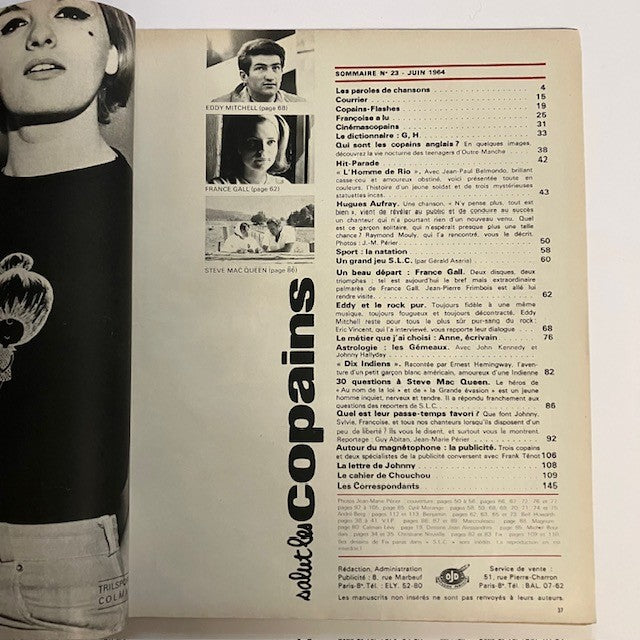 EDDY MITCHELL (page 68)
FRANCE GALL (page 62)
STEVE MAC QUEEN (page 86)
salut les copains
TRILSPO
COLM
SOMMAIRE N° 23 - JUIN 1964
Les paroles de chansons 4
Courrier 15
Copains-Flashes 19
Françoise a lu 25
Cinémascopains 31
Le dictionnaire : G, H 33
Qui sont les copains anglais ? En quelques images,
découvrez la vie nocturne des teenagers d'Outre-Manche 38
Hit-Parade 42
« L'Homme de Rio ». Avec Jean-Paul Belmondo, brillant
casse-cou et amoureux obstiné, voici présentée toute en
couleurs, l'histoire d'un jeune soldat et de trois mystérieuses
statuettes incas. 43
Hugues Aufray. Une chanson, « N'y pense plus, tout est
bien », vient de révéler au public et de conduire au succès
un chanteur qui n'a pourtant rien d'un nouveau venu. Quel
est ce garçon solitaire, qui n'espérait presque plus une telle
chance ? Raymond Mouly, qui l'a rencontré, vous le décrit.
Photos : J.-M. Périer 50
Sport : la natation 58
Un grand jeu S.L.C. (par Gérald Asaria) 60
Un beau départ : France Gall. Deux disques, deux
triomphes : tel est aujourd'hui le bref mais extraordinaire
palmarès de France Gall. Jean-Pierre Frimbois est allé lui
rendre visite. 62
Eddy et le rock pur. Toujours fidèle à une même
musique, toujours fougueux et toujours décontracté, Eddy
Mitchell reste pour tous le plus sûr pur-sang du rock :
Eric Vincent, qui l'a interviewé, vous rapporte leur dialogue 68
Le métier que j'ai choisi : Anne, écrivain 76
Astrologie : les Gémeaux. Avec John Kennedy et
Johnny Hallyday
« Dix Indiens ». Racontée par Ernest Hemingway, l'aven-
ture d'un petit garçon blanc américain, amoureux d'une Indienne 82
30 questions à Steve Mac Queen. Le héros de
« Au nom de la loi » et de « la Grande évasion » est un jeune
homme inquiet, nerveux et tendre. Il a répondu franchement aux
questions des reporters de S.L.C. 86
Quel est leur passe-temps favori ? Que font Johnny,
Sylvie, Françoise, et tous nos chanteurs lorsqu'ils disposent d'un
peu de liberté ? Ils vous le disent, et surtout vous le montrent.
Reportage : Guy Abitan, Jean-Marie Périer 92
Autour du magnétophone : la publicité. Trois copains
et deux spécialistes de la publicité conversent avec Frank Ténot 106
La lettre de Johnny 108
Le cahier de Chouchou 109
Les Correspondants 145
Photos Jean-Marie Périer : couverture, pages 50 à 56,
Rédaction, Administration
Publicité : 8, rue Marbeuf
Paris-8e Tél. : ELY. 52-80
OJD
Service de vente :
51, rue Pierre-Charron
Paris-8e Tél. : BAL. 07-62
Les manuscrits non insérés ne sont pas renvoyés à leurs auteurs.
37